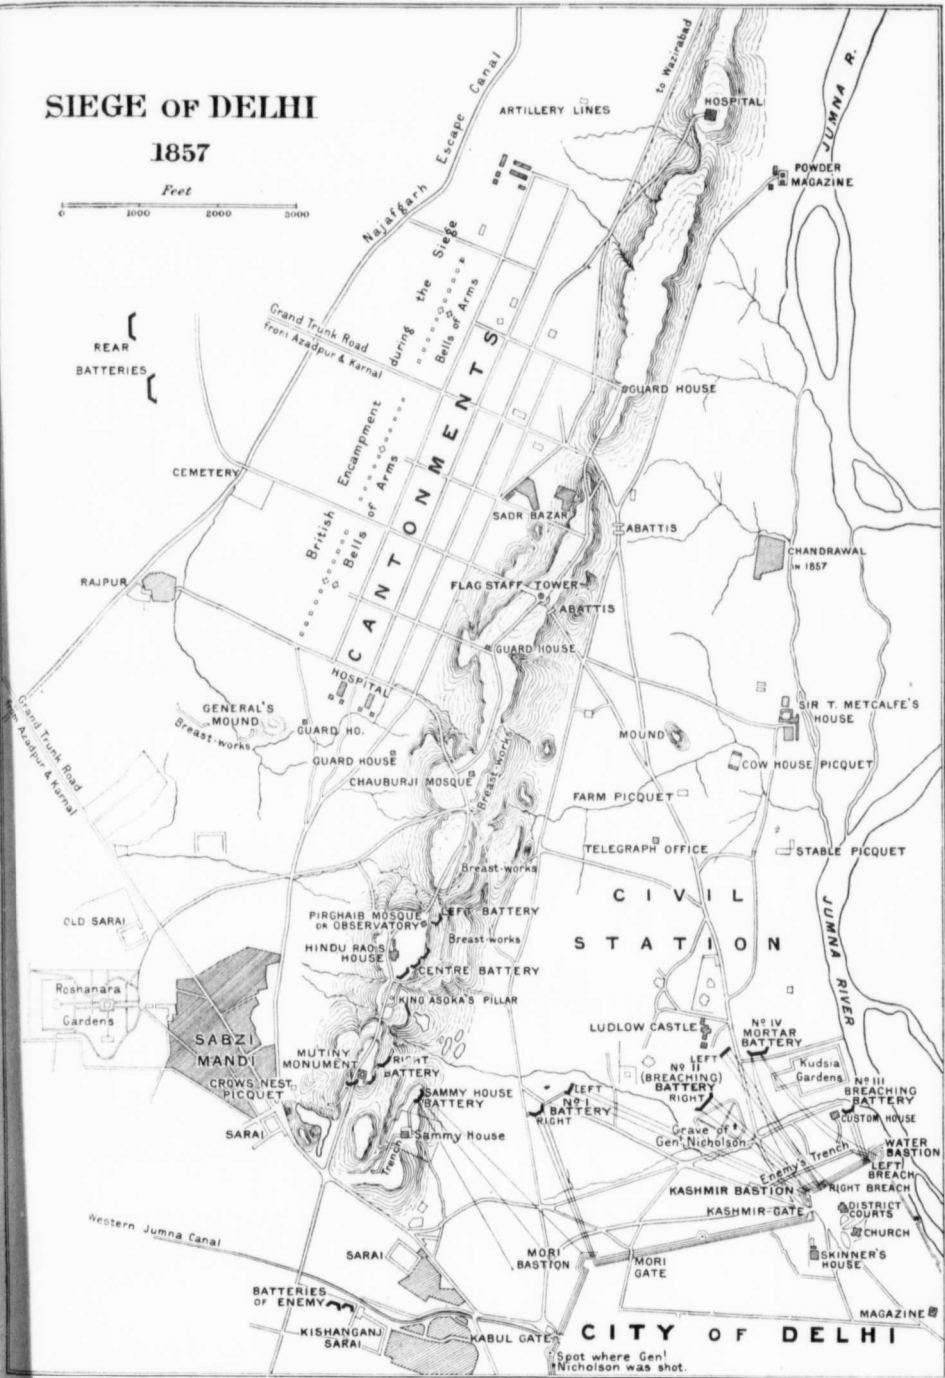 SIEGE OF DELHI
1857
Feet
0 1000 2000 3000
Najafgarh Escape Canal
ARTILLERY LINES
to Wazirabad
HOSPITAL
JUMNA R.
POWDER
MAGAZINE
Grand Trunk Road
from Azadpur & Karnal
British Encampment during the Siege
Bells of Arms
Bells of Arms
Bells of Arms
REAR
BATTERIES
CANTONMENTS
GUARD HOUSE
CEMETERY
SADR BAZAR
ABATTIS
CHANDRAWAL
IN 1857
RAJPUR
FLAG STAFF TOWER
ABATTIS
GUARD HOUSE
HOSPITAL
GENERAL'S
MOUND
Breast-works
GUARD HO.
GUARD HOUSE
CHAUBURJI MOSQUE
Breast-works
MOUND
SIR T. METCALFE'S
HOUSE
COW HOUSE PICQUET
FARM PICQUET
Grand Trunk Road
from Azadpur & Karnal
TELEGRAPH OFFICE
STABLE PICQUET
Breast-works
CIVIL
STATION
OLD SARAI
PIRGHAIB MOSQUE
OR OBSERVATORY
LEFT BATTERY
HINDU RAO'S
HOUSE
Breast-works
CENTRE BATTERY
KING ASOKA'S PILLAR
JUMNA RIVER
Roshanara
Gardens
SABZI
MANDI
MUTINY
MONUMENT
RIGHT
BATTERY
CROWS NEST
PICQUET
SAMMY HOUSE
BATTERY
SARAI
Sammy House
Trench
LUDLOW CASTLE
No. IV
MORTAR
BATTERY
LEFT
No. II
(BREACHING)
BATTERY
RIGHT
Kudsia
Gardens
No. III
BREACHING
BATTERY
CUSTOM HOUSE
LEFT
No. I
BATTERY
RIGHT
Grave of
Genl. Nicholson
Enemy's Trench
WATER
BASTION
LEFT
BREACH
KASHMIR BASTION
RIGHT BREACH
KASHMIR GATE
DISTRICT
COURTS
CHURCH
SKINNER'S
HOUSE
Western Jumna Canal
SARAI
MORI
BASTION
MORI
GATE
BATTERIES
OF ENEMY
KISHANGANJ
SARAI
KABUL GATE
MAGAZINE
CITY OF DELHI
Spot where Genl.
Nicholson was shot.